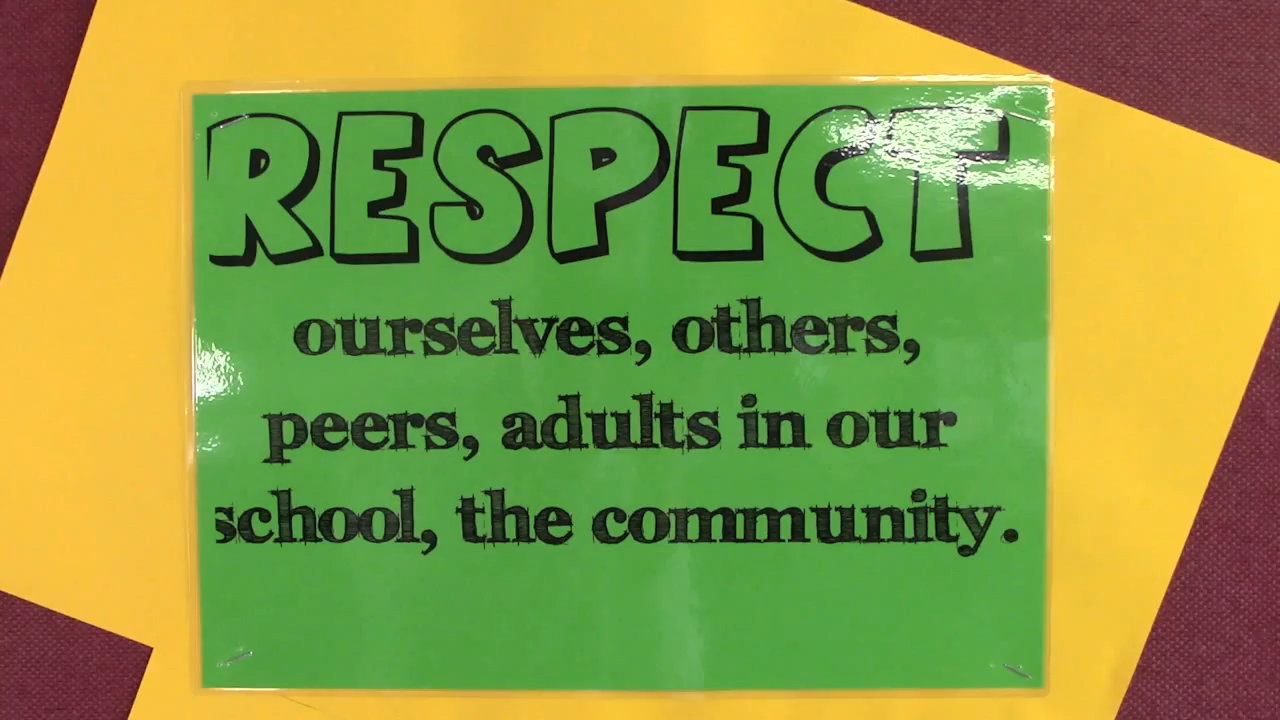 RESPECT
ourselves, others,
peers, adults in our
school, the community.